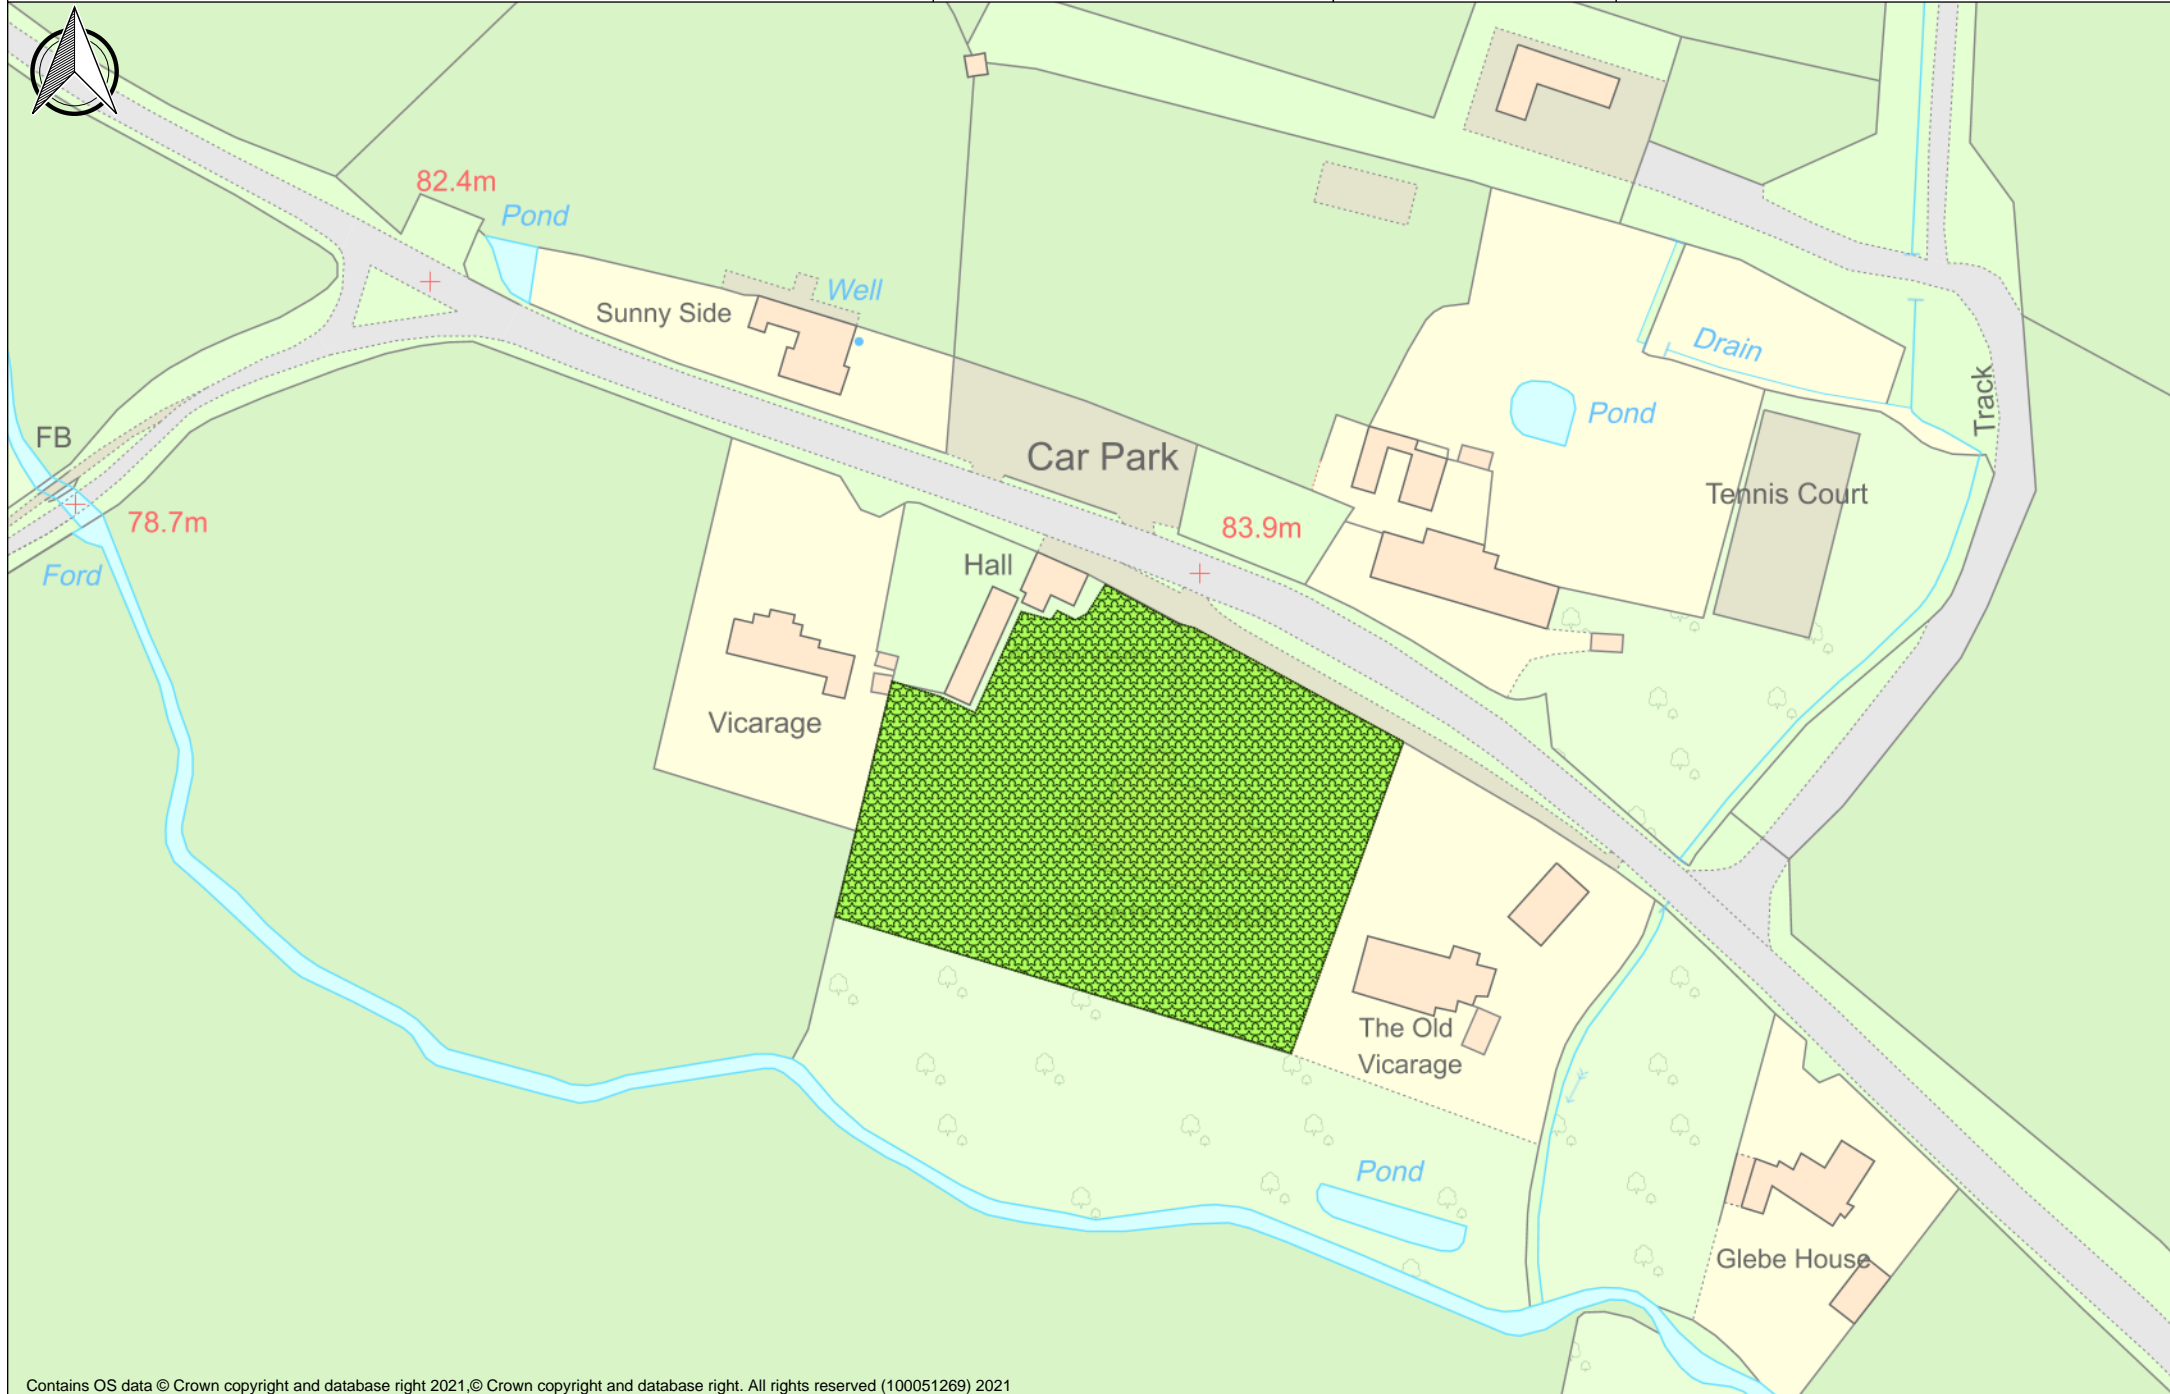 82.4m
Pond
Well
Sunny Side
Drain
Track
Pond
FB
Car Park
Tennis Court
78.7m
83.9m
Hall
Ford
Vicarage
The Old
Vicarage
Pond
Glebe House
Contains OS data © Crown copyright and database right 2021,© Crown copyright and database right. All rights reserved (100051269) 2021